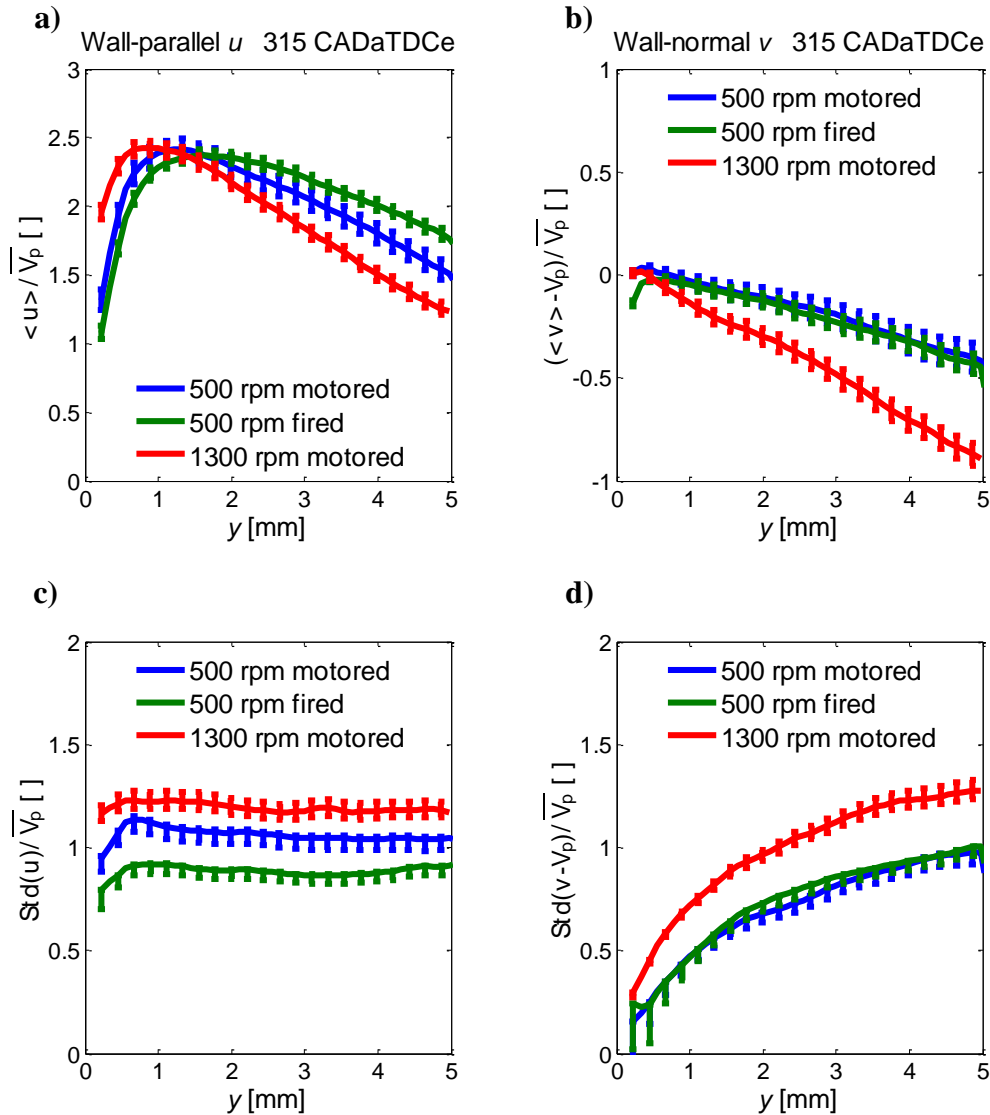 a)
Wall-parallel u 315 CADaTDCe
3
2.5
2
1.5
1
0.5
0
0 1 2 3 4 5
<u>/V̅p [ ]
y [mm]
500 rpm motored
500 rpm fired
1300 rpm motored
b)
Wall-normal v 315 CADaTDCe
1
0.5
0
-0.5
-1
0 1 2 3 4 5
(<v>-Vp)/V̅p [ ]
y [mm]
500 rpm motored
500 rpm fired
1300 rpm motored
c)
2
1.5
1
0.5
0
0 1 2 3 4 5
Std(u)/V̅p [ ]
y [mm]
500 rpm motored
500 rpm fired
1300 rpm motored
d)
2
1.5
1
0.5
0
0 1 2 3 4 5
Std(v-Vp)/V̅p [ ]
y [mm]
500 rpm motored
500 rpm fired
1300 rpm motored